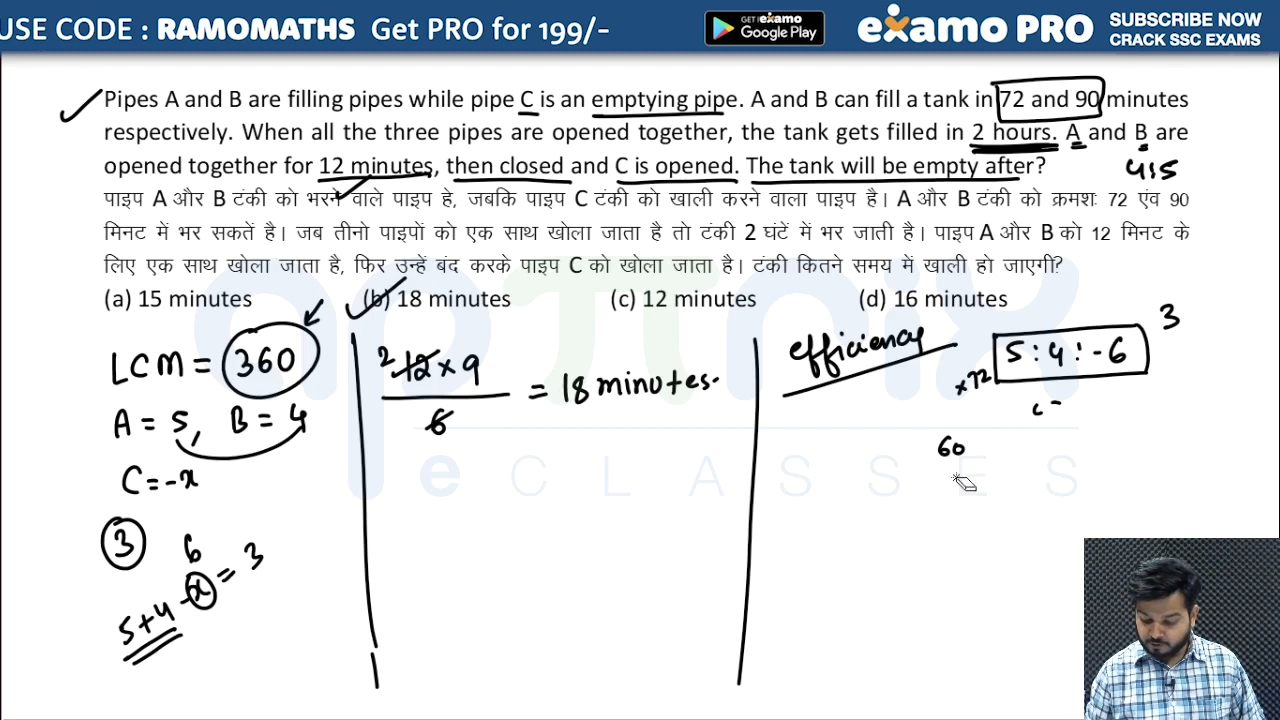 USE CODE : RAMOMATHS Get PRO for 199/-
GET IT ON examo
Google Play
examo PRO
SUBSCRIBE NOW
CRACK SSC EXAMS
Pipes A and B are filling pipes while pipe C is an emptying pipe. A and B can fill a tank in 72 and 90 minutes
respectively. When all the three pipes are opened together, the tank gets filled in 2 hours. A and B are
opened together for 12 minutes, then closed and C is opened. The tank will be empty after?
पाइप A और B टंकी को भरने वाले पाइप हे, जबकि पाइप C टंकी को खाली करने वाला पाइप है। A और B टंकी को क्रमशः 72 एंव 90
मिनट में भर सकतें है। जब तीनो पाइपों को एक साथ खोला जाता है तो टंकी 2 घंटें में भर जाती है। पाइप A और B को 12 मिनट के
लिए एक साथ खोला जाता है, फिर उन्हें बंद करके पाइप C को खोला जाता है। टंकी कितने समय में खाली हो जाएगी?
(a) 15 minutes (b) 18 minutes (c) 12 minutes (d) 16 minutes
LCM = 360
A = 5, B = 4
C = -x
3
6
5+4 -x = 3
2 12 x 9
6
= 18 minutes.
efficiency
3
5 : 4 : -6
x72
60
e CLASSES